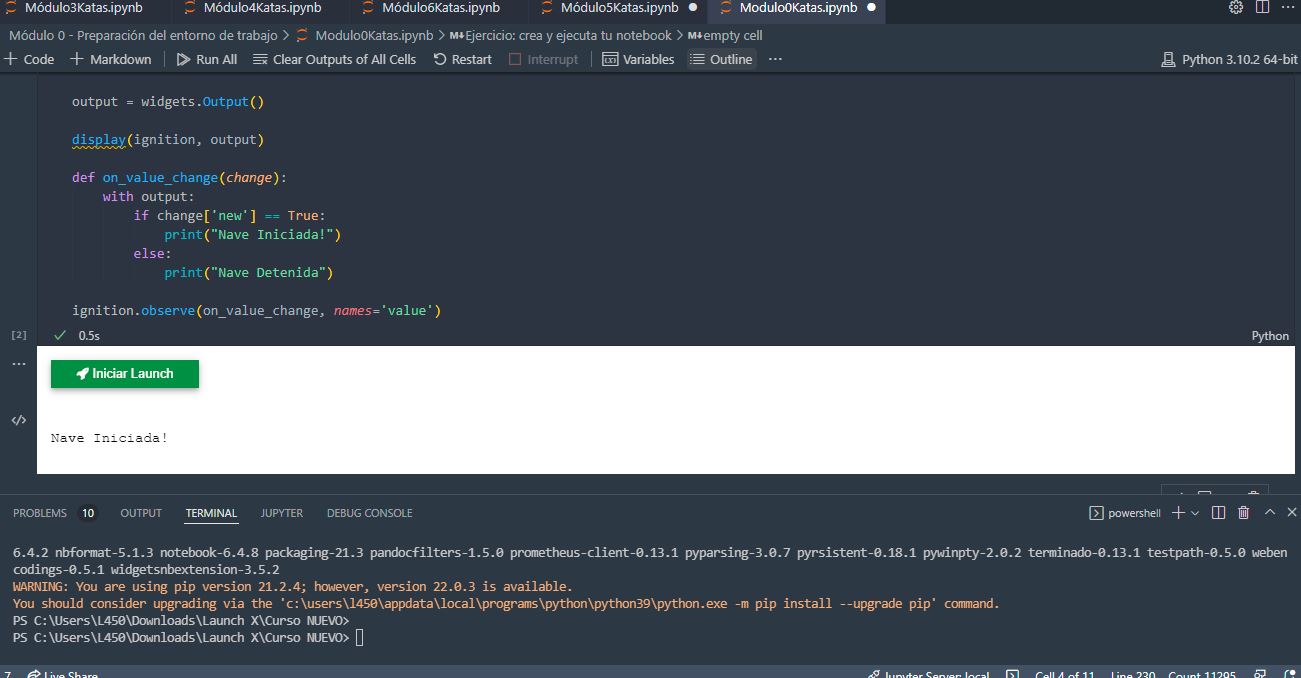 Módulo3Katas.ipynb Módulo4Katas.ipynb Módulo6Katas.ipynb Módulo5Katas.ipynb Modulo0Katas.ipynb
Módulo 0 - Preparación del entorno de trabajo > Modulo0Katas.ipynb > M↓Ejercicio: crea y ejecuta tu notebook > M↓empty cell
+ Code + Markdown Run All Clear Outputs of All Cells Restart Interrupt Variables Outline ... Python 3.10.2 64-bit
output = widgets.Output()
display(ignition, output)
def on_value_change(change):
with output:
if change['new'] == True:
print("Nave Iniciada!")
else:
print("Nave Detenida")
ignition.observe(on_value_change, names='value')
[2] ✓ 0.5s Python
Iniciar Launch
Nave Iniciada!
PROBLEMS 10 OUTPUT TERMINAL JUPYTER DEBUG CONSOLE powershell
6.4.2 nbformat-5.1.3 notebook-6.4.8 packaging-21.3 pandocfilters-1.5.0 prometheus-client-0.13.1 pyparsing-3.0.7 pyrsistent-0.18.1 pywinpty-2.0.2 terminado-0.13.1 testpath-0.5.0 weben
codings-0.5.1 widgetsnbextension-3.5.2
WARNING: You are using pip version 21.2.4; however, version 22.0.3 is available.
You should consider upgrading via the 'c:\users\l450\appdata\local\programs\python\python39\python.exe -m pip install --upgrade pip' command.
PS C:\Users\L450\Downloads\Launch X\Curso NUEVO>
PS C:\Users\L450\Downloads\Launch X\Curso NUEVO>
7 Live Share Jupyter Server: local Cell 4 of 11 Line 230 Count 11295